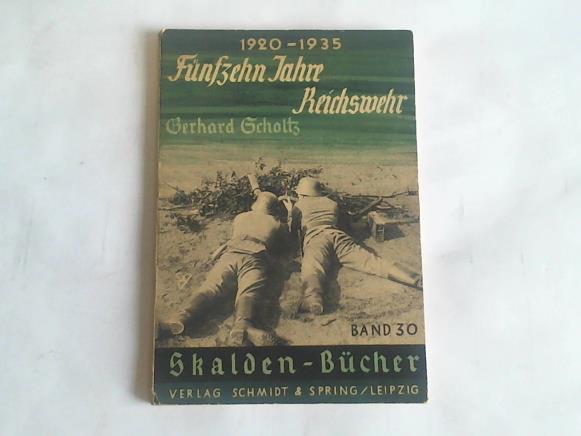 1920-1935
Fünfzehn Jahre
Reichswehr
Gerhard Scholtz
BAND 30
Skalden-Bücher
VERLAG SCHMIDT & SPRING/LEIPZIG